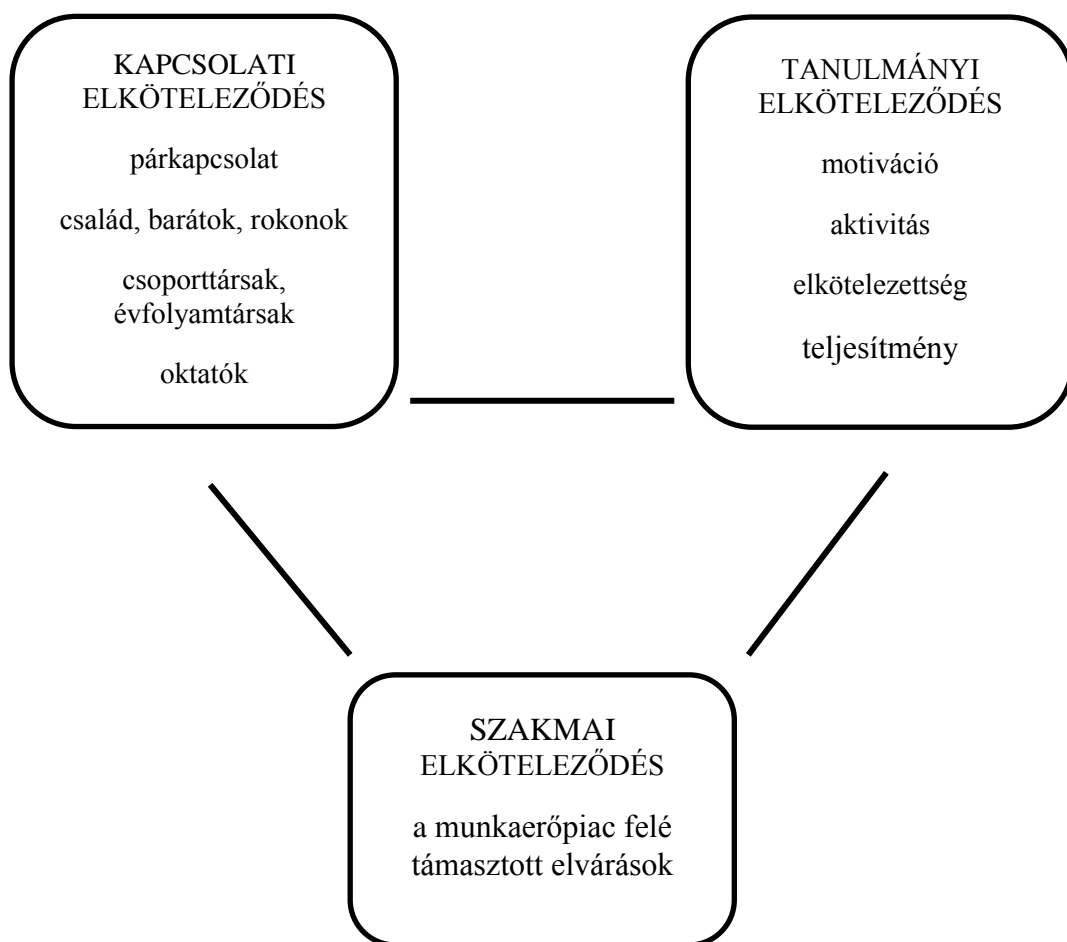 KAPCSOLATI
ELKÖTELEZŐDÉS
párkapcsolat
család, barátok, rokonok
csoporttársak,
évfolyamtársak
oktatók
TANULMÁNYI
ELKÖTELEZŐDÉS
motiváció
aktivitás
elkötelezettség
teljesítmény
SZAKMAI
ELKÖTELEZŐDÉS
a munkaerőpiac felé
támasztott elvárások